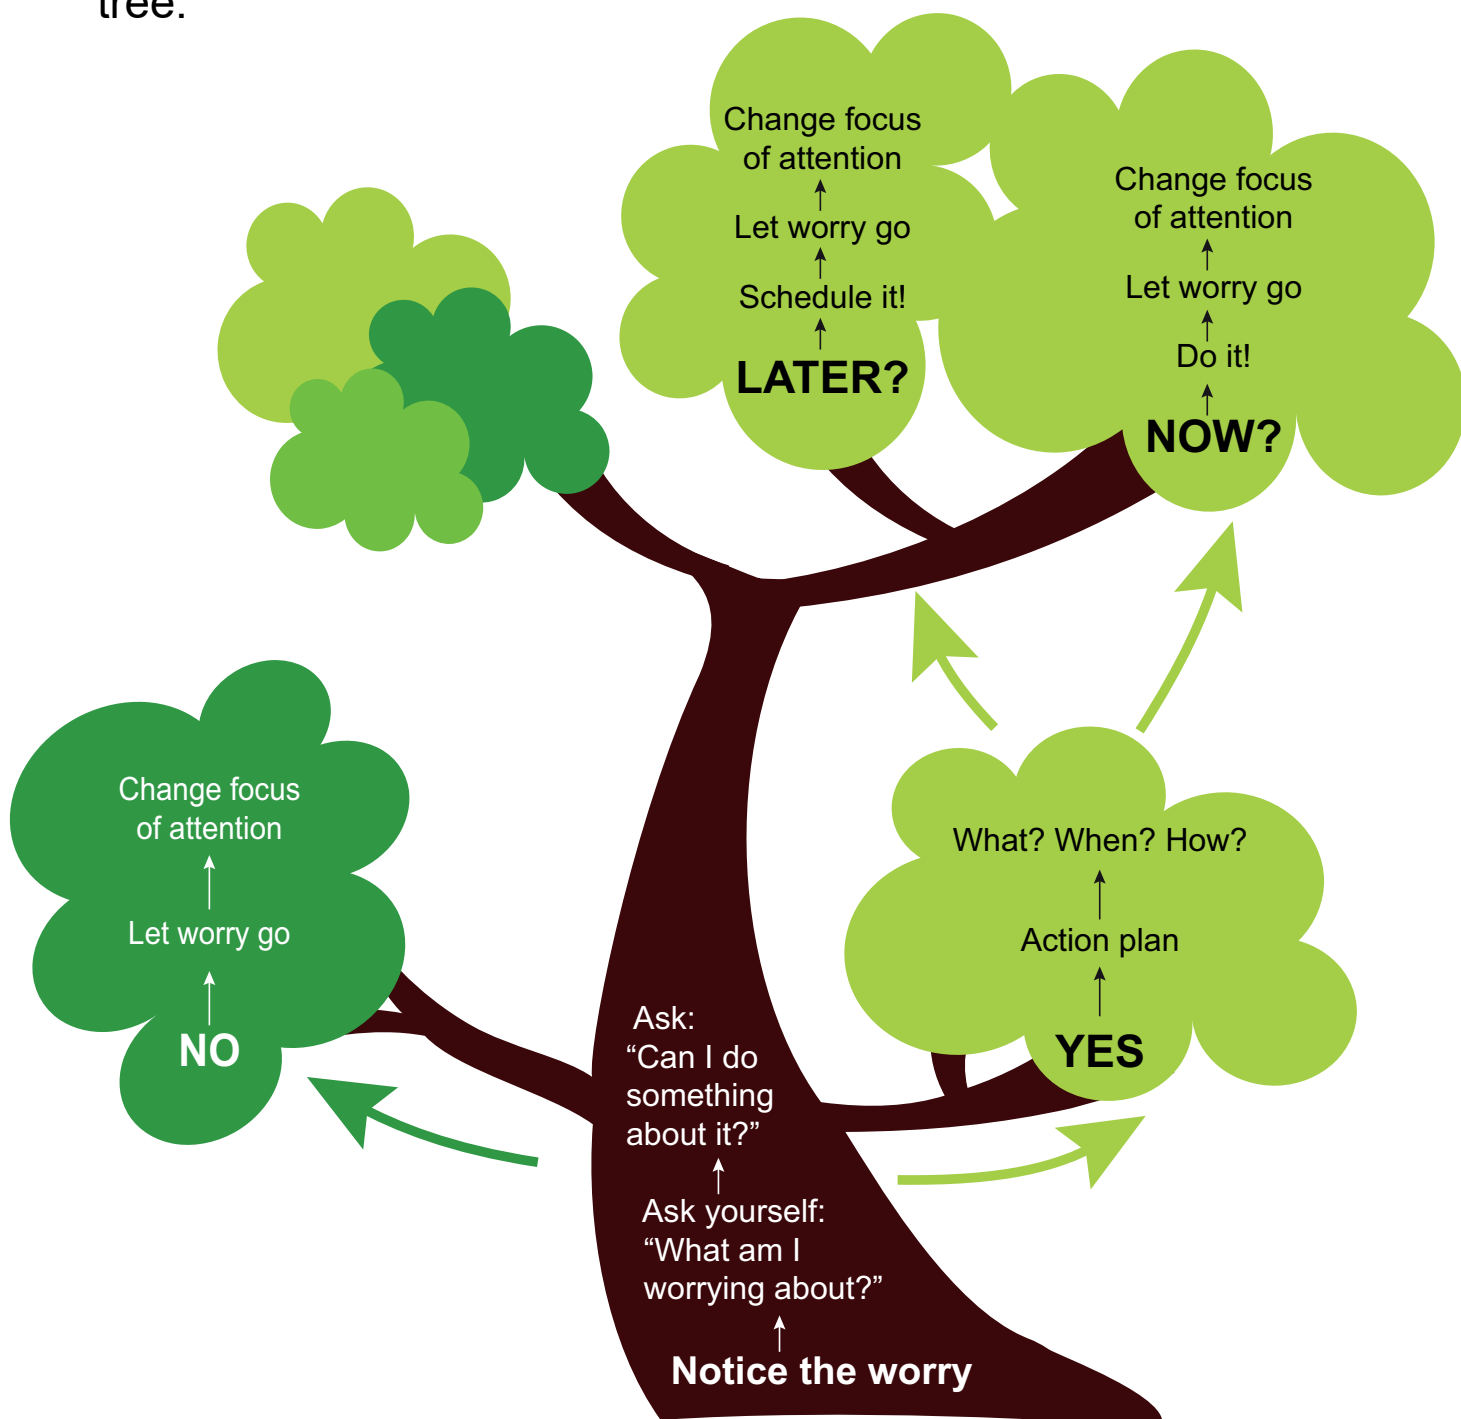 tree.
Change focus
of attention
Let worry go
Schedule it!
LATER?
Change focus
of attention
Let worry go
Do it!
NOW?
Change focus
of attention
Let worry go
NO
What? When? How?
Action plan
YES
Ask:
“Can I do
something
about it?”
Ask yourself:
“What am I
worrying about?”
Notice the worry